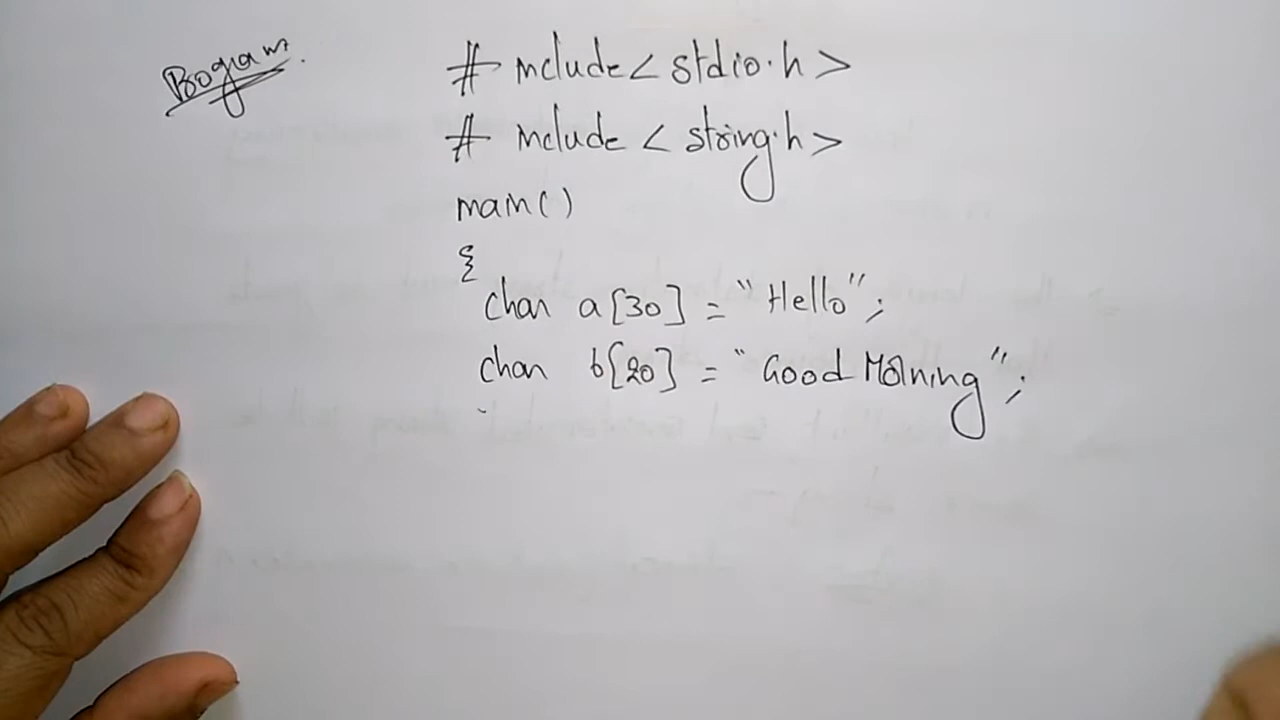 Program.
# include < stdio.h >
# include < string.h >
main()
{
char a[30] = "Hello";
char b[20] = "Good Morning";